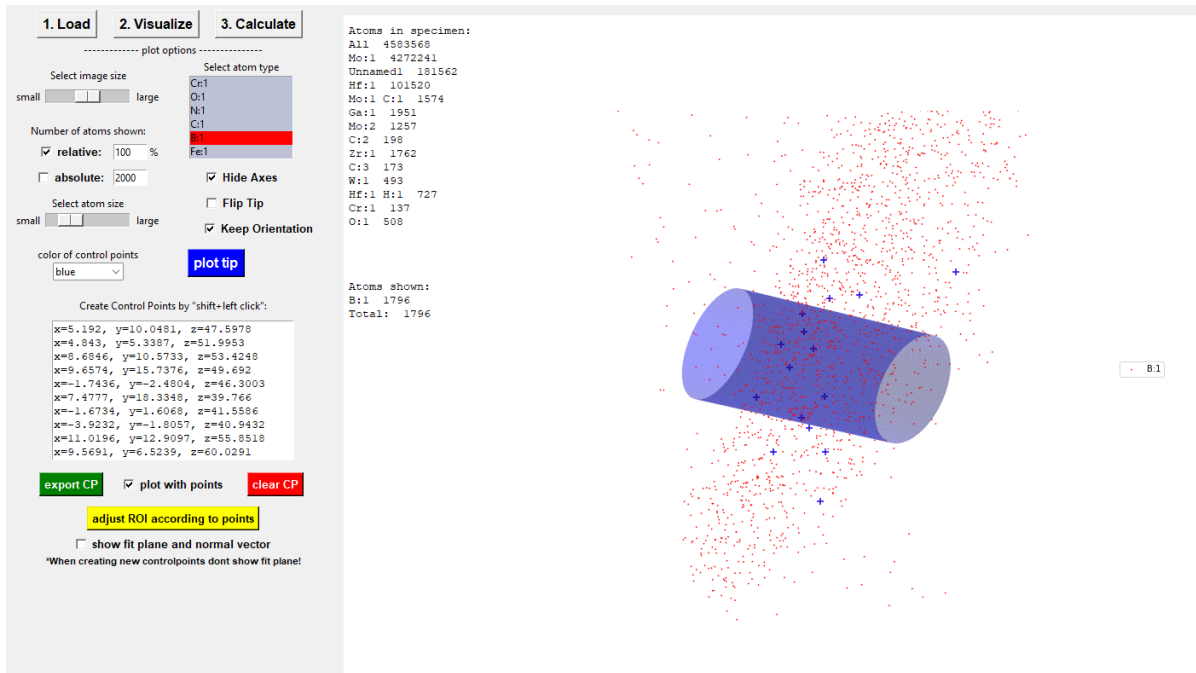 1. Load 2. Visualize 3. Calculate
------------- plot options ---------------
Select image size
small large
Select atom type
Cr:1
O:1
N:1
C:1
B:1
Fe:1
Number of atoms shown:
relative: 100 %
absolute: 2000
Hide Axes
Flip Tip
Keep Orientation
Select atom size
small large
color of control points
blue
plot tip
Create Control Points by "shift+left click":
x=5.192, y=10.0481, z=47.5978
x=4.843, y=5.3387, z=51.9953
x=8.6846, y=10.5733, z=53.4248
x=9.6574, y=15.7376, z=49.692
x=-1.7436, y=-2.4804, z=46.3003
x=7.4777, y=18.3348, z=39.766
x=-1.6734, y=1.6068, z=41.5586
x=-3.9232, y=-1.8057, z=40.9432
x=11.0196, y=12.9097, z=55.8518
x=9.5691, y=6.5239, z=60.0291
export CP plot with points clear CP
adjust ROI according to points
show fit plane and normal vector
*When creating new controlpoints dont show fit plane!
Atoms in specimen:
All 4583568
Mo:1 4272241
Unnamed1 181562
Hf:1 101520
Mo:1 C:1 1574
Ga:1 1951
Mo:2 1257
C:2 198
Zr:1 1762
C:3 173
W:1 493
Hf:1 H:1 727
Cr:1 137
O:1 508
Atoms shown:
B:1 1796
Total: 1796
B:1